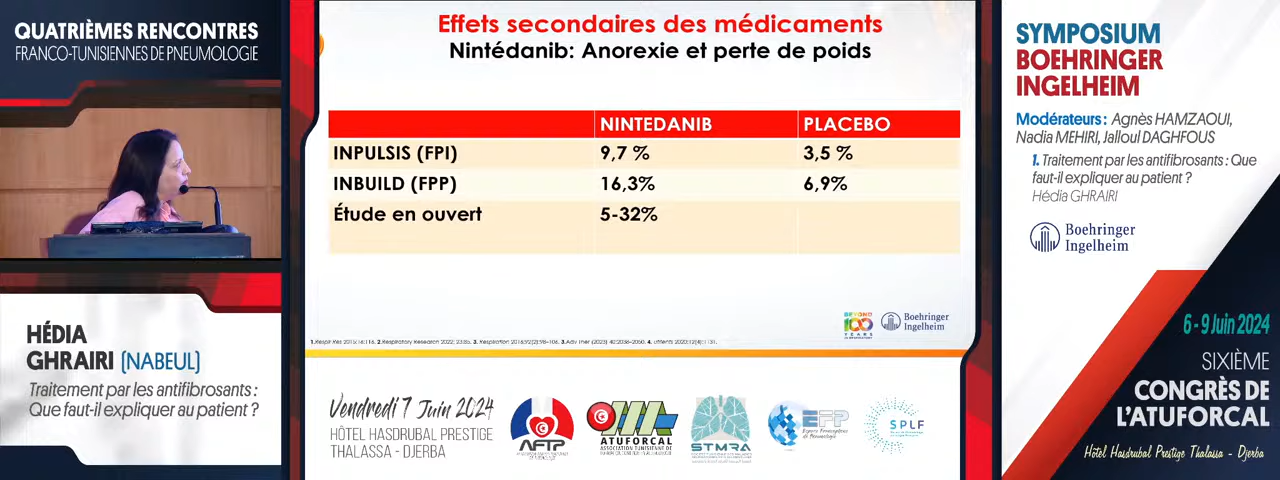 QUATRIÈMES RENCONTRES
FRANCO-TUNISIENNES DE PNEUMOLOGIE
HÉDIA
GHRAIRI (NABEUL)
Traitement par les antifibrosants :
Que faut-il expliquer au patient ?
Effets secondaires des médicaments
Nintédanib: Anorexie et perte de poids
NINTEDANIB PLACEBO
INPULSIS (FPI) 9,7 % 3,5 %
INBUILD (FPP) 16,3% 6,9%
Étude en ouvert 5-32%
BEYOND
100
YEARS
Boehringer
Ingelheim
Vendredi 7 Juin 2024
HÔTEL HASDRUBAL PRESTIGE
THALASSA - DJERBA
AFTP
ATUFORCAL
STMRA
EFP
SPLF
SYMPOSIUM
BOEHRINGER
INGELHEIM
Modérateurs : Agnès HAMZAOUI,
Nadia MEHIRI, Jalloul DAGHFOUS
1. Traitement par les antifibrosants : Que
faut-il expliquer au patient ?
Hédia GHRAIRI
Boehringer
Ingelheim
6 - 9 Juin 2024
SIXIÈME
CONGRÈS DE
L'ATUFORCAL
Hôtel Hasdrubal Prestige Thalassa - Djerba